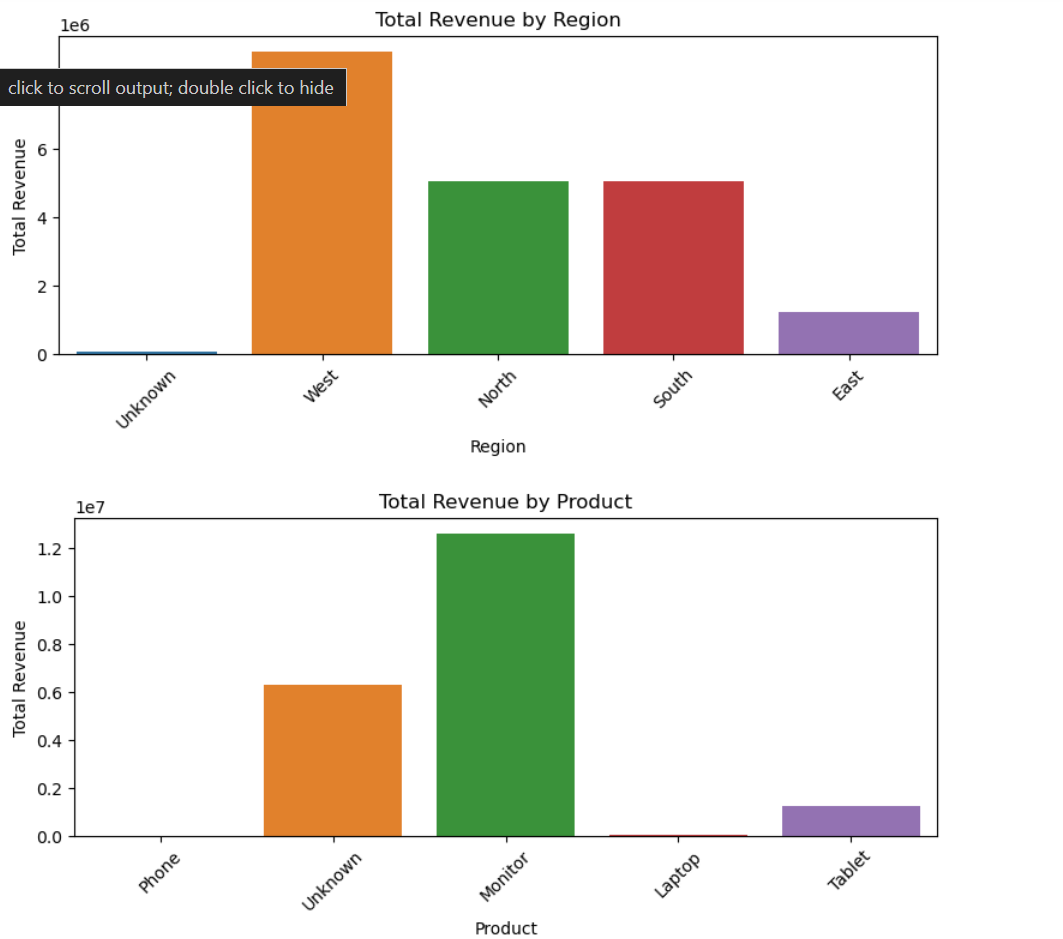 Total Revenue by Region
1e6
click to scroll output; double click to hide
6
4
2
0
Total Revenue
Unknown
West
North
South
East
Region
Total Revenue by Product
1e7
1.2
1.0
0.8
0.6
0.4
0.2
0.0
Total Revenue
Phone
Unknown
Monitor
Laptop
Tablet
Product